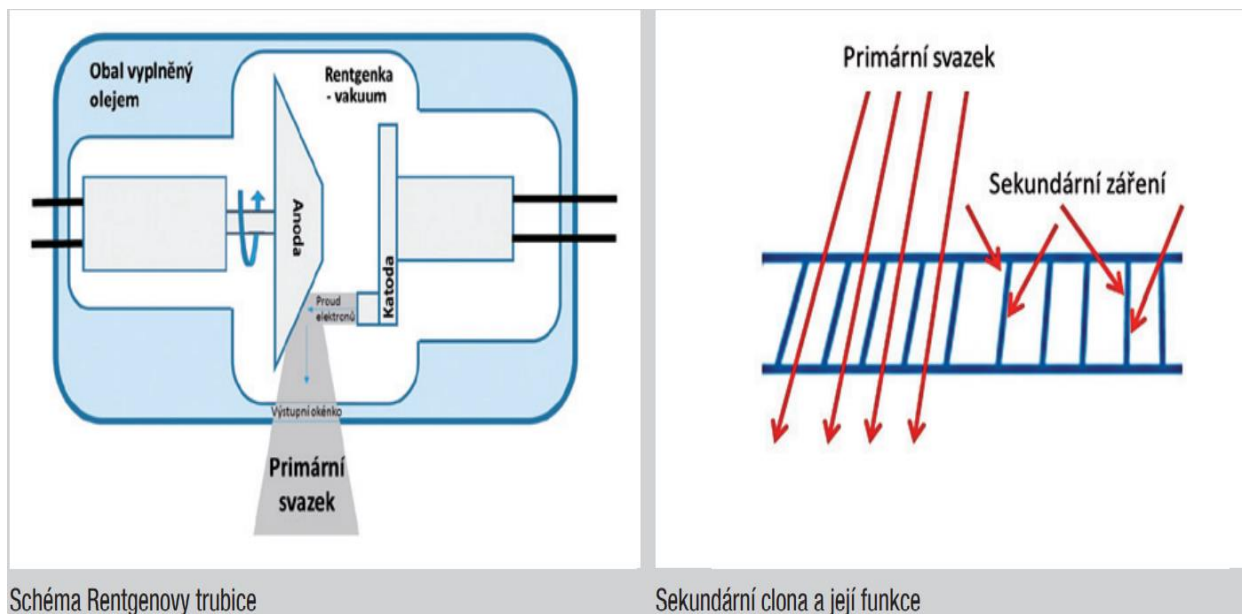 Obal vyplněný
olejem
Rentgenka
- vakuum
Anoda
Katoda
Proud
elektronů
Výstupní okénko
Primární
svazek
Schéma Rentgenovy trubice
Primární svazek
Sekundární záření
Sekundární clona a její funkce